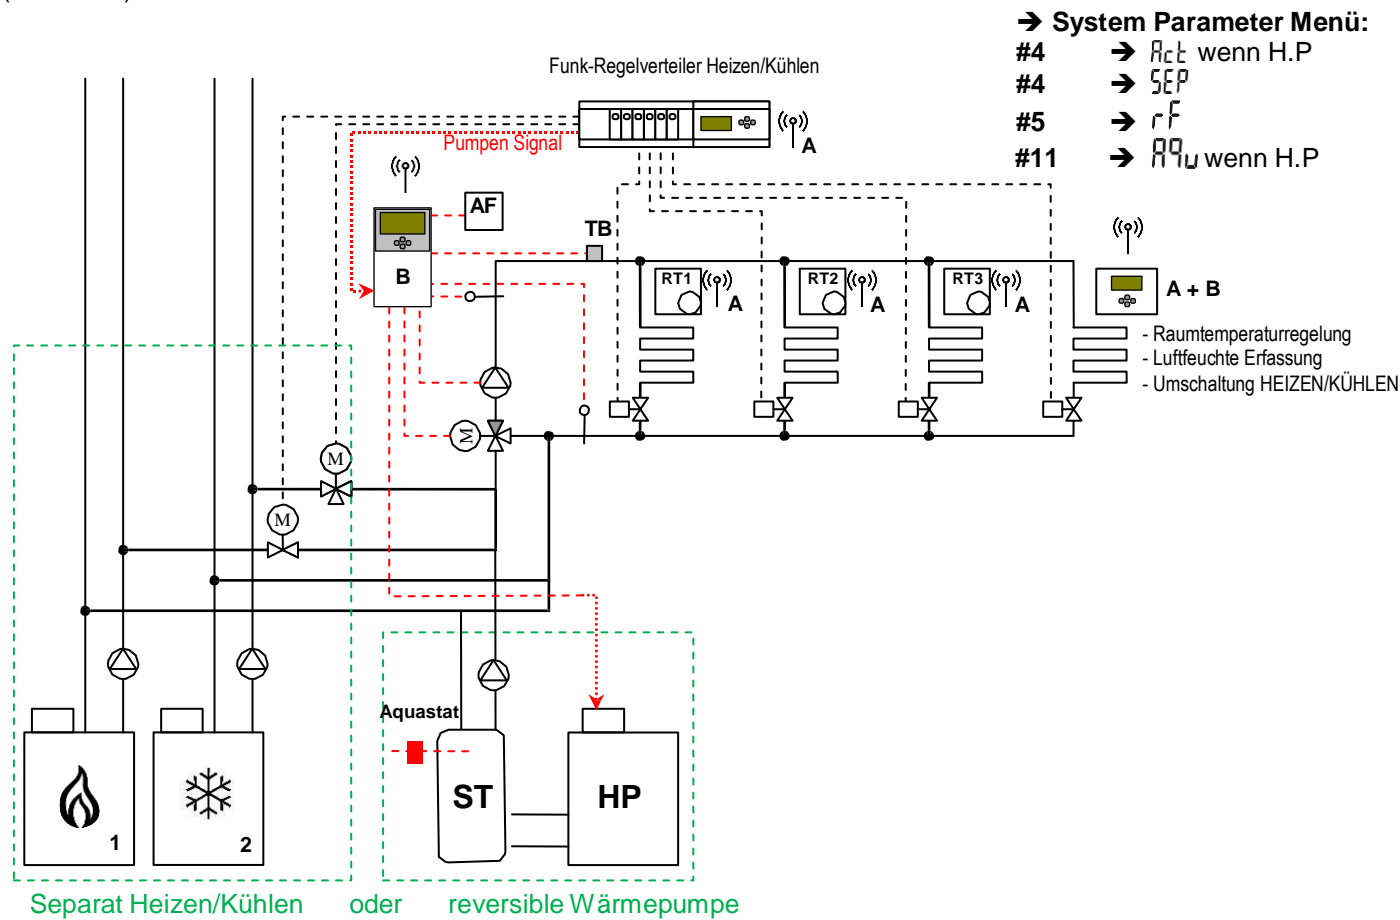 ➔ System Parameter Menü:
#4 ➔ Act wenn H.P
#4 ➔ SEP
#5 ➔ rF
#11 ➔ Aqu wenn H.P
Funk-Regelverteiler Heizen/Kühlen
A
Pumpen Signal
AF
TB
B
RT1
A
RT2
A
RT3
A
A + B
- Raumtemperaturregelung
- Luftfeuchte Erfassung
- Umschaltung HEIZEN/KÜHLEN
M
M
M
Aquastat
ST
HP
1
2
Separat Heizen/Kühlen oder reversible Wärmepumpe